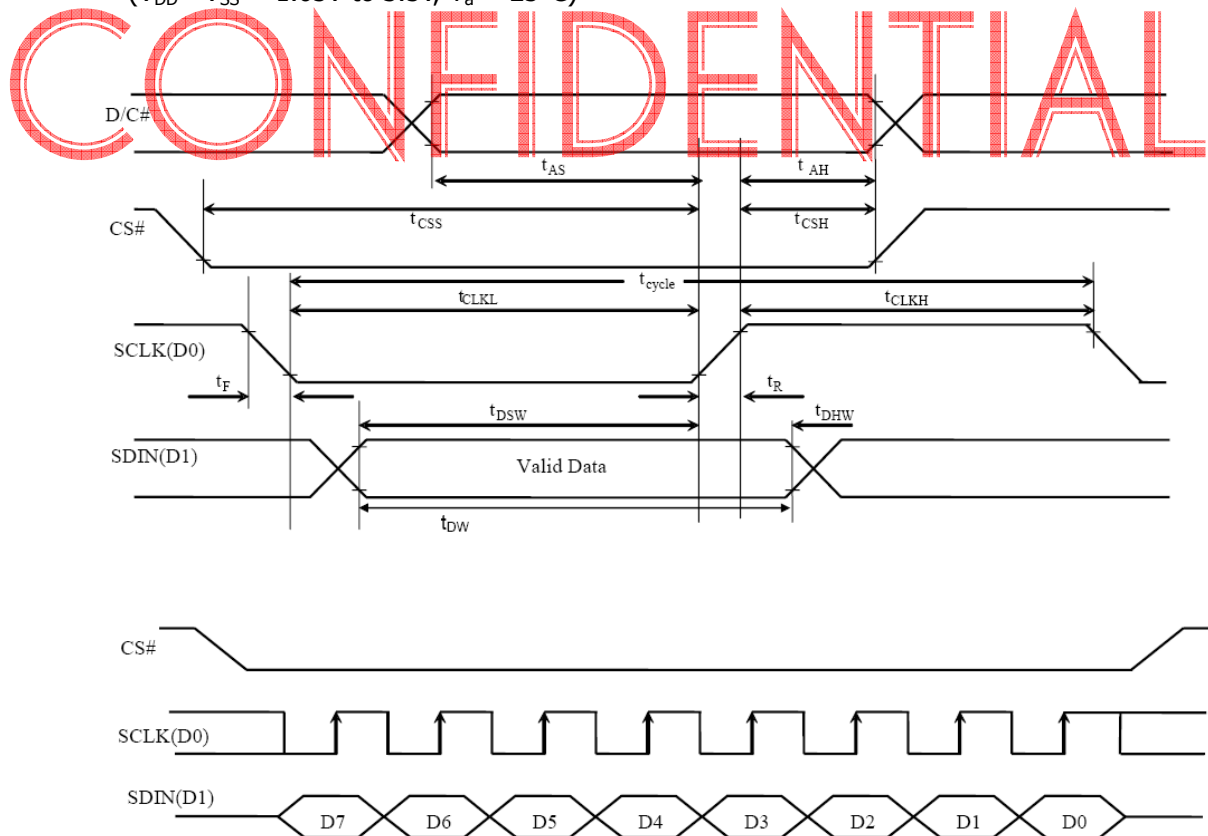 CONFIDENTIAL
D/C#
tAS
t AH
CS#
tCSS
tCSH
tcycle
tCLKL
tCLKH
SCLK(D0)
tF
tR
tDSW
tDHW
SDIN(D1)
Valid Data
tDW
CS#
SCLK(D0)
SDIN(D1)
D7 D6 D5 D4 D3 D2 D1 D0